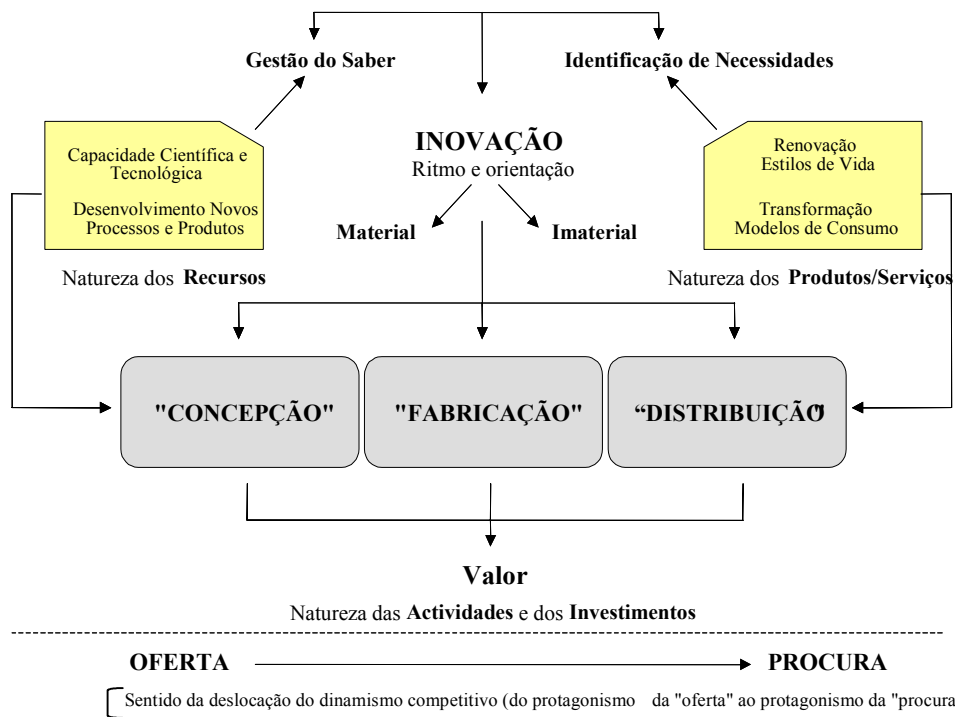 Gestão do Saber
Identificação de Necessidades
Capacidade Científica e
Tecnológica
Desenvolvimento Novos
Processos e Produtos
INOVAÇÃO
Ritmo e orientação
Material
Imaterial
Renovação
Estilos de Vida
Transformação
Modelos de Consumo
Natureza dos Recursos
Natureza dos Produtos/Serviços
"CONCEPÇÃO"
"FABRICAÇÃO"
“DISTRIBUIÇÃO"
Valor
Natureza das Actividades e dos Investimentos
OFERTA
PROCURA
Sentido da deslocação do dinamismo competitivo (do protagonismo da "oferta" ao protagonismo da "procura